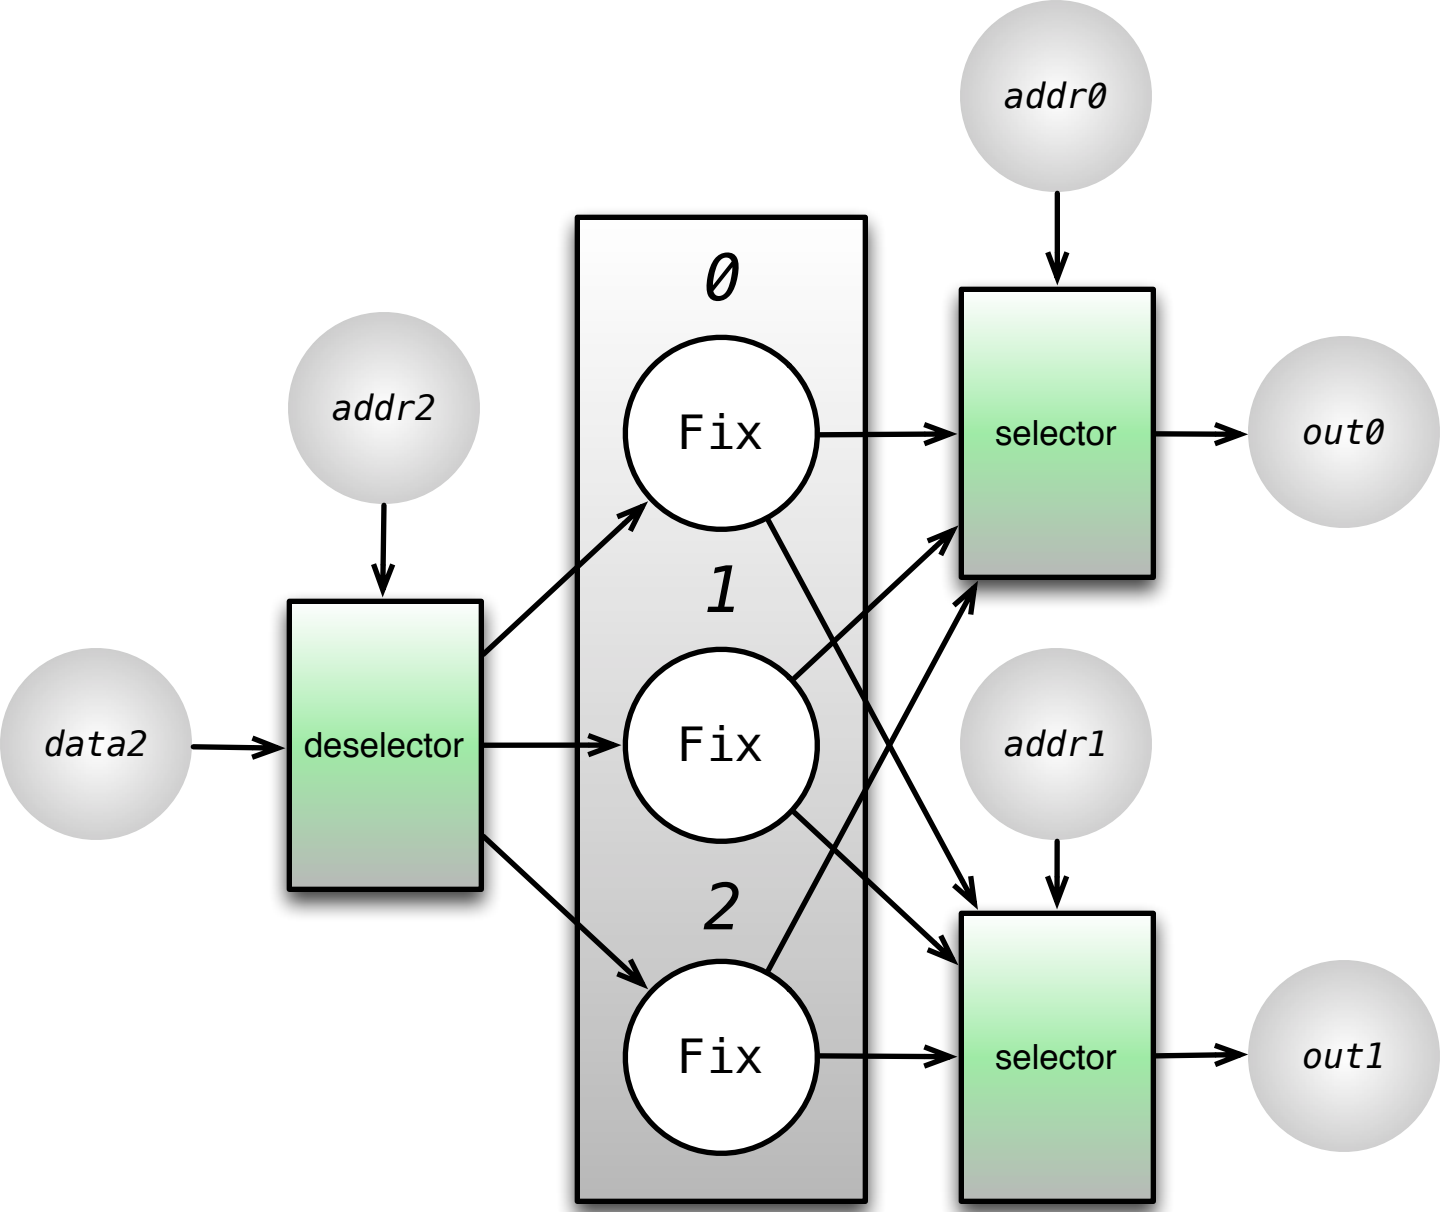 addr0
0
addr2
Fix
selector
out0
1
data2
deselector
Fix
addr1
2
Fix
selector
out1